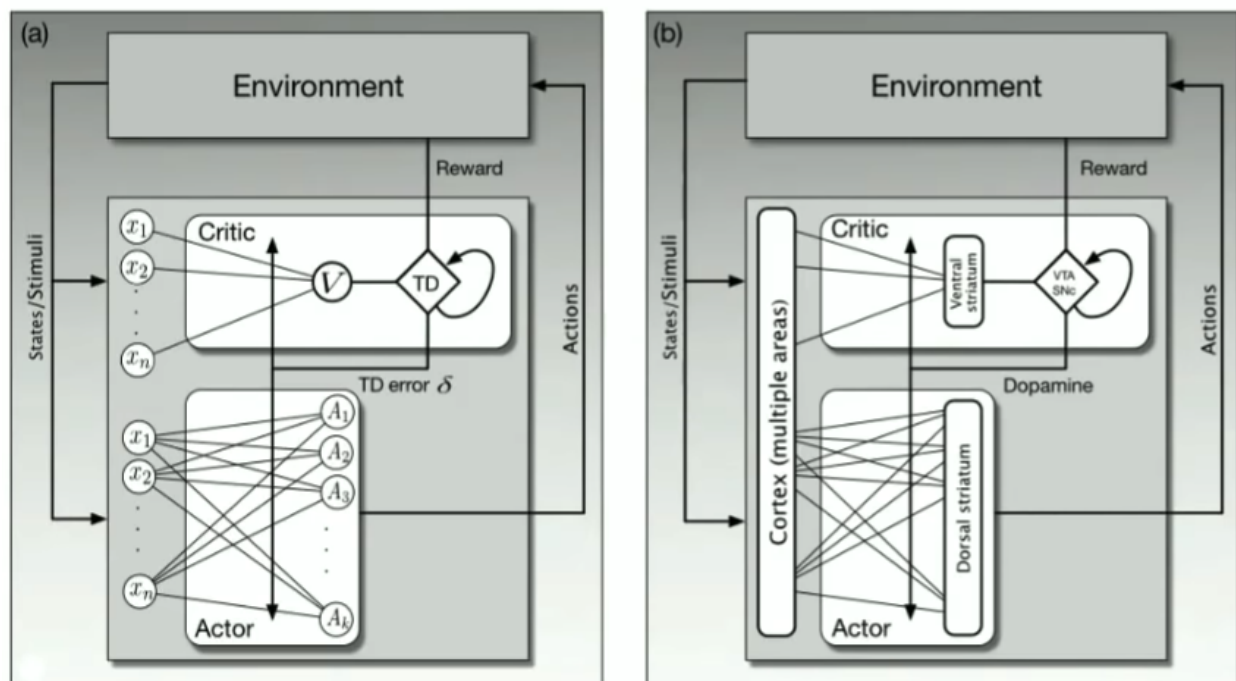 (a)
Environment
Reward
States/Stimuli
Actions
Critic
x₁
x₂
xₙ
V
TD
TD error δ
x₁
x₂
xₙ
A₁
A₂
A₃
Aₖ
Actor
(b)
Environment
Reward
States/Stimuli
Actions
Cortex (multiple areas)
Critic
Ventral
striatum
VTA
SNc
Dopamine
Dorsal striatum
Actor